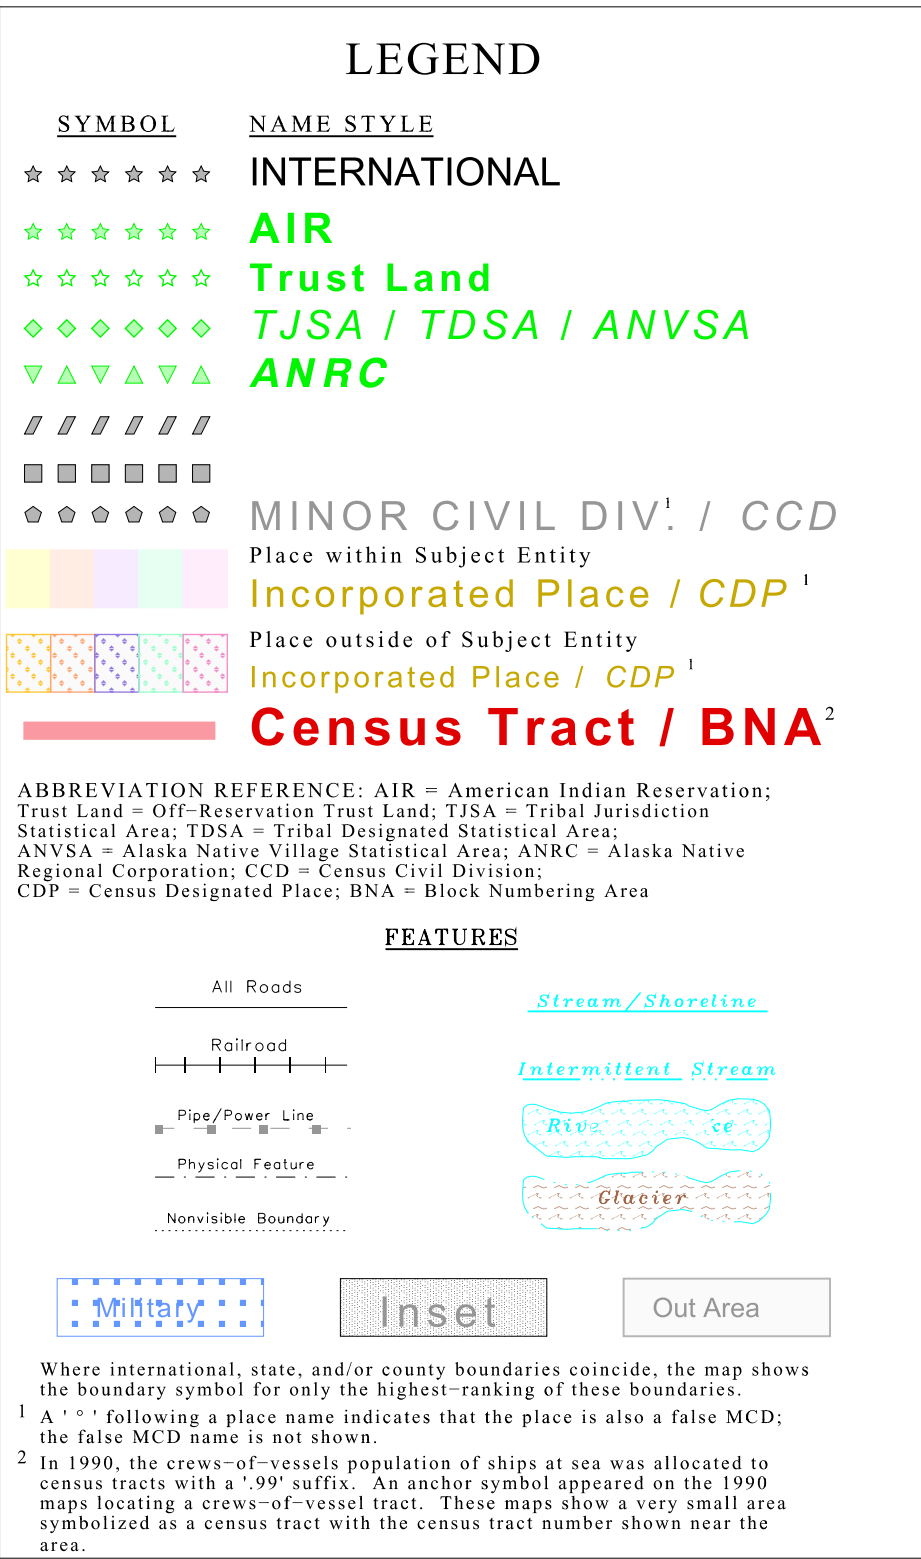 LEGEND
SYMBOL NAME STYLE
INTERNATIONAL
AIR
Trust Land
TJSA / TDSA / ANVSA
ANRC
MINOR CIVIL DIV.¹ / CCD
Place within Subject Entity
Incorporated Place / CDP ¹
Place outside of Subject Entity
Incorporated Place / CDP ¹
Census Tract / BNA²
ABBREVIATION REFERENCE: AIR = American Indian Reservation;
Trust Land = Off−Reservation Trust Land; TJSA = Tribal Jurisdiction
Statistical Area; TDSA = Tribal Designated Statistical Area;
ANVSA = Alaska Native Village Statistical Area; ANRC = Alaska Native
Regional Corporation; CCD = Census Civil Division;
CDP = Census Designated Place; BNA = Block Numbering Area
FEATURES
All Roads
Railroad
Pipe/Power Line
Physical Feature
Nonvisible Boundary
Stream/Shoreline
Intermittent Stream
Glacier
Military
Inset
Out Area
Where international, state, and/or county boundaries coincide, the map shows
the boundary symbol for only the highest−ranking of these boundaries.
1 A ' ° ' following a place name indicates that the place is also a false MCD;
the false MCD name is not shown.
2 In 1990, the crews−of−vessels population of ships at sea was allocated to
census tracts with a '.99' suffix. An anchor symbol appeared on the 1990
maps locating a crews−of−vessel tract. These maps show a very small area
symbolized as a census tract with the census tract number shown near the
area.